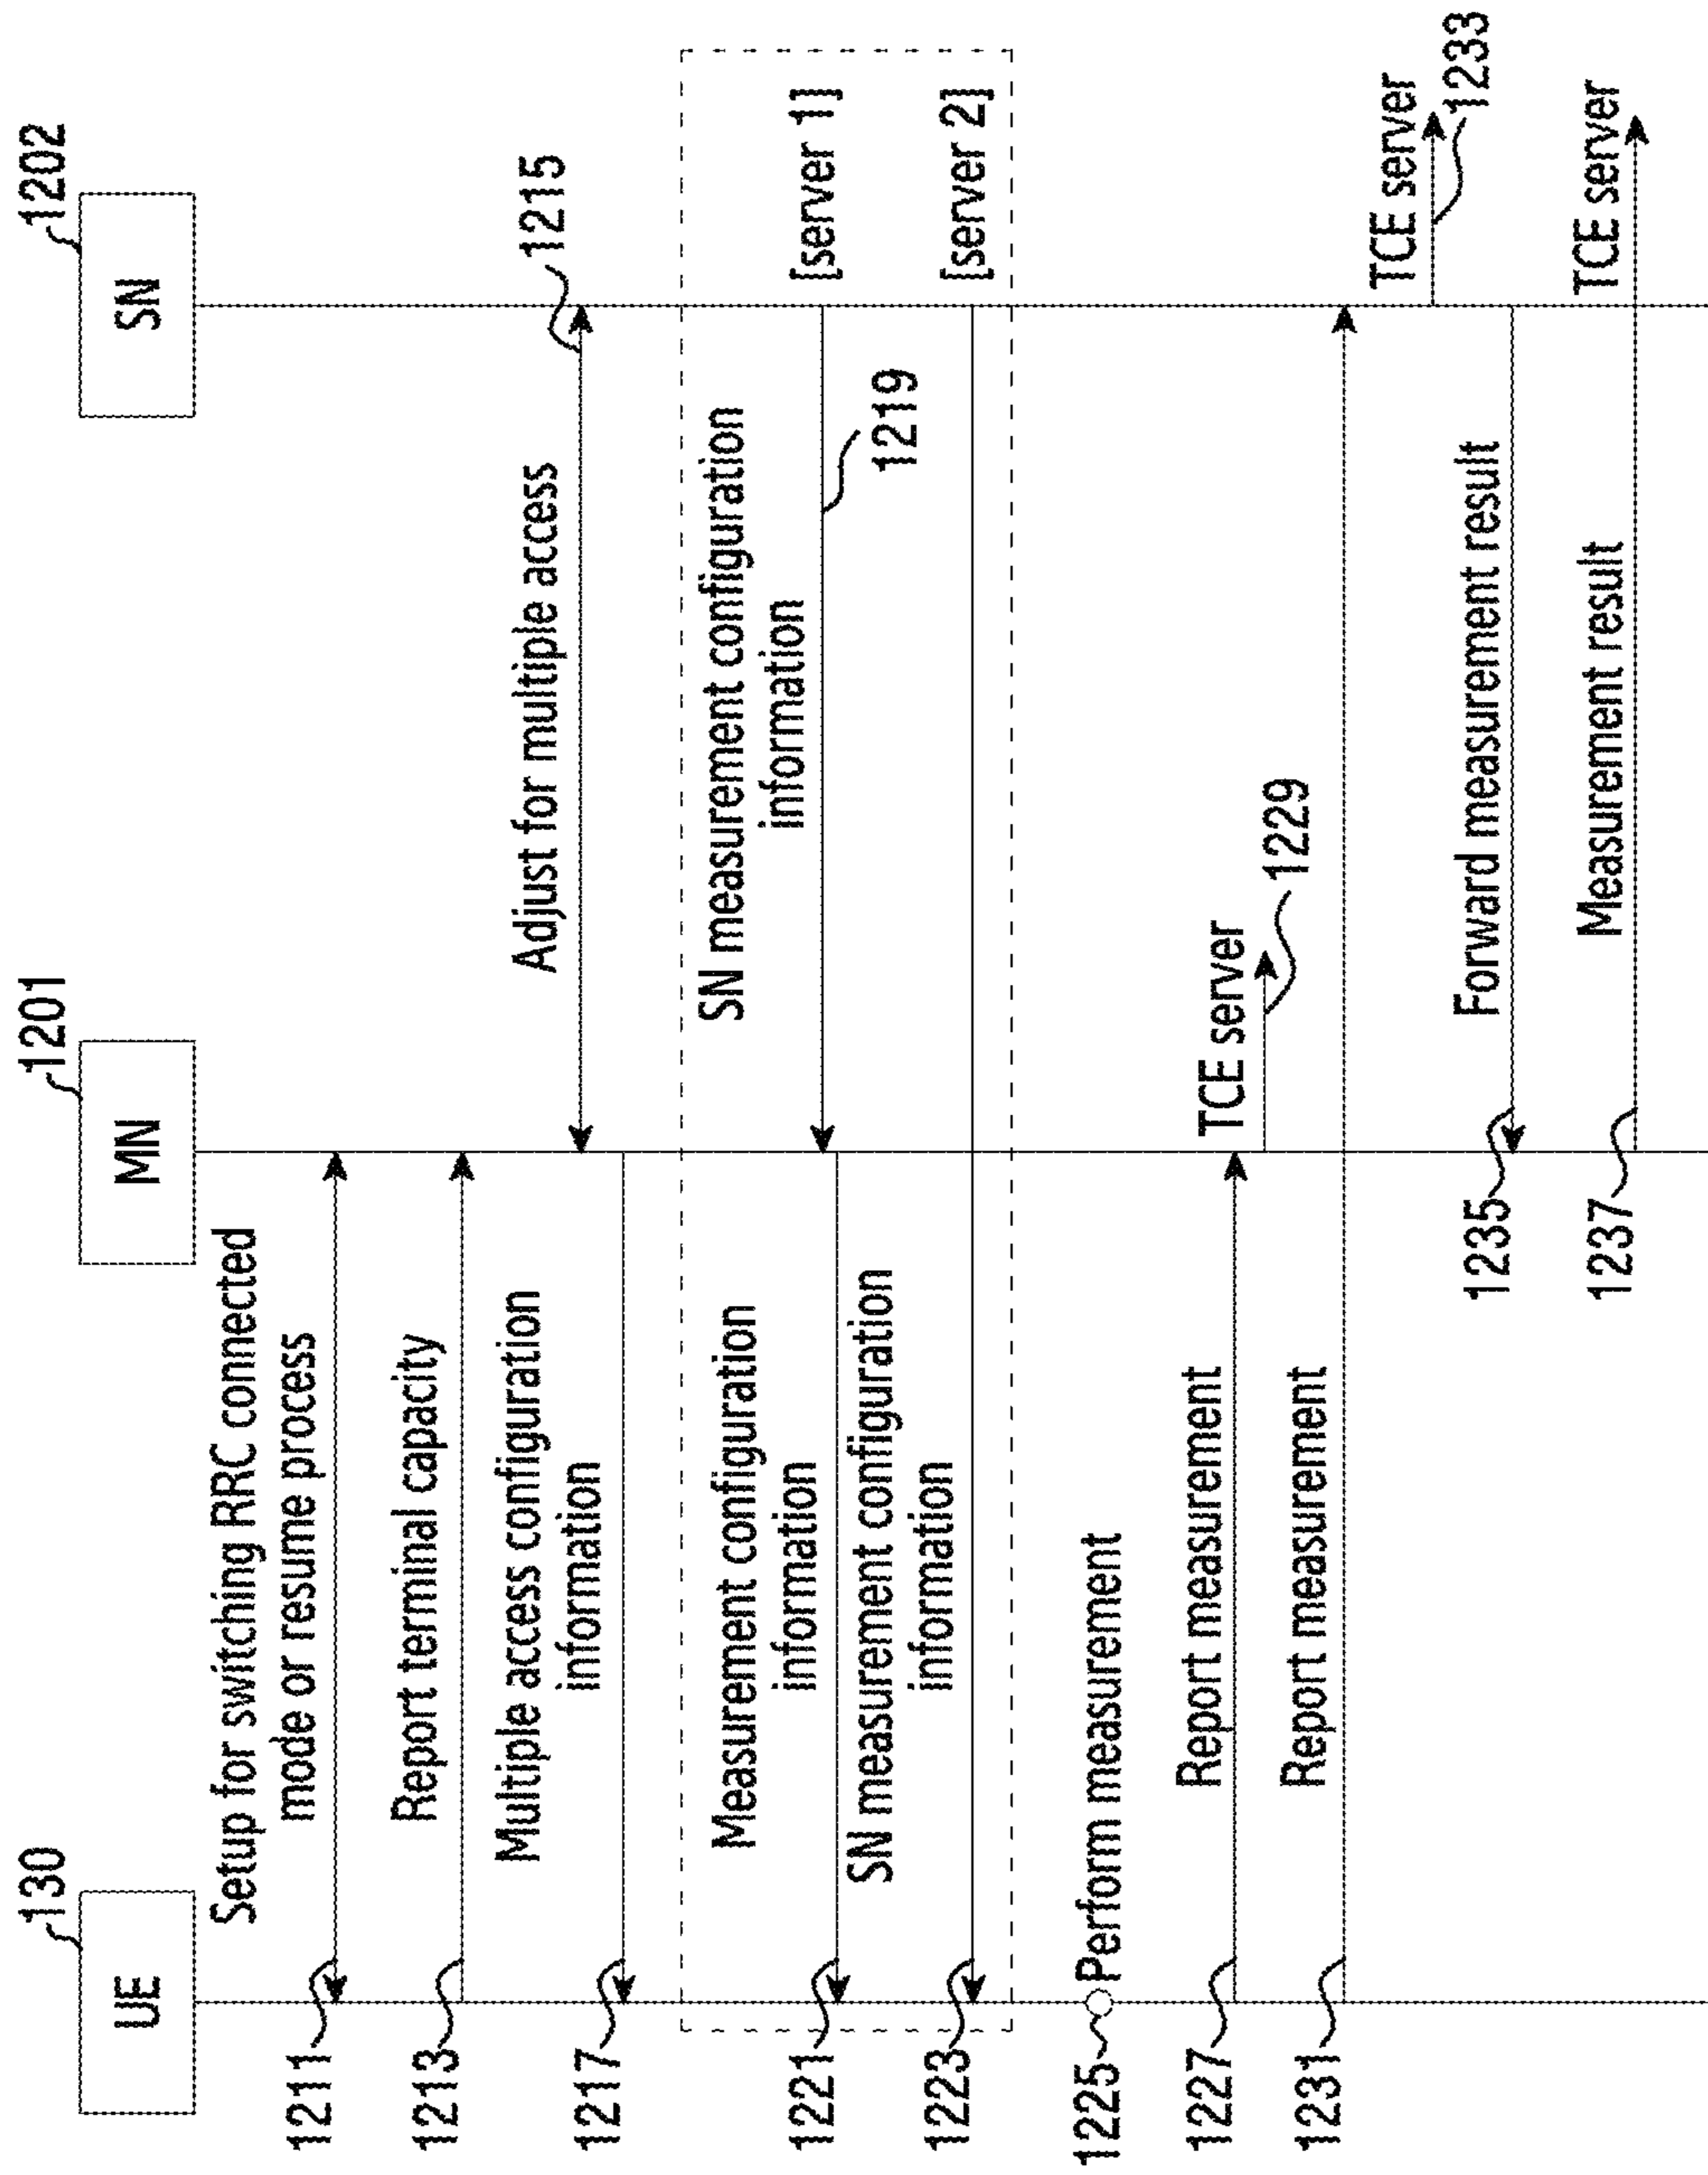 130
1201
1202
UE
MN
SN
Setup for switching RRC connected
mode or resume process
1211
Report terminal capacity
1213
Adjust for multiple access
1215
Multiple access configuration
information
1217
SN measurement configuration
information
[server 1]
1219
Measurement configuration
information
1221
SN measurement configuration
information
[server 2]
1223
1225
Perform measurement
Report measurement
1227
TCE server
1229
Report measurement
1231
TCE server
1233
Forward measurement result
1235
Measurement result
TCE server
1237